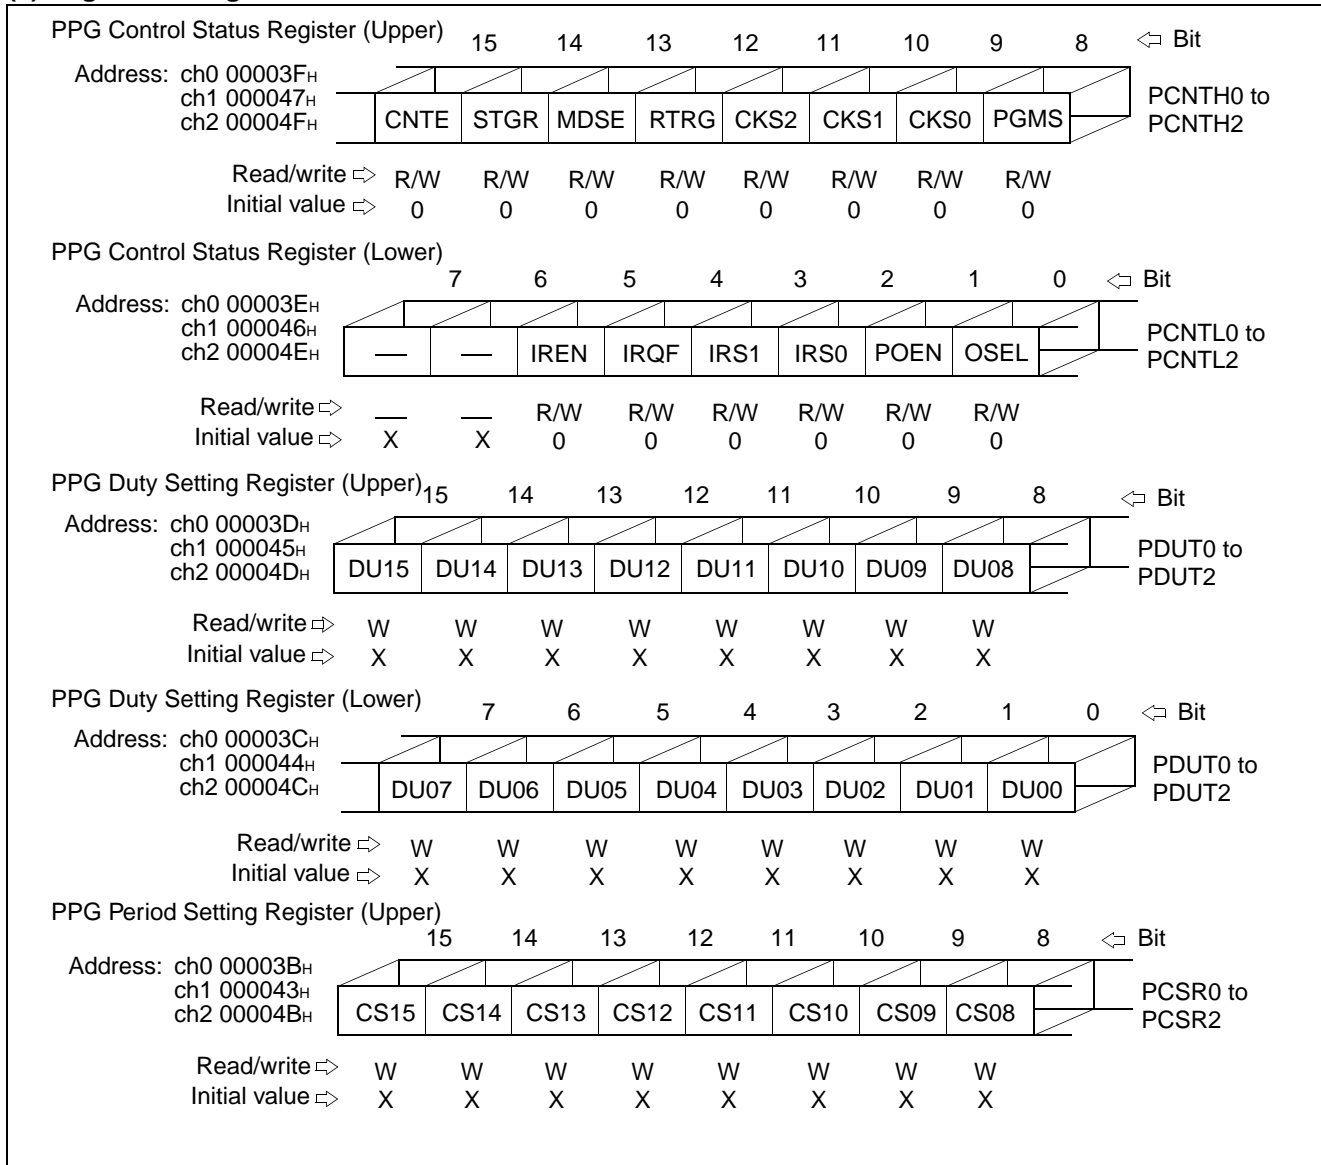 PPG Control Status Register (Upper)
15 14 13 12 11 10 9 8 ⇦ Bit
Address: ch0 00003FH
ch1 000047H
ch2 00004FH
CNTE STGR MDSE RTRG CKS2 CKS1 CKS0 PGMS
PCNTH0 to
PCNTH2
Read/write ⇨ R/W R/W R/W R/W R/W R/W R/W R/W
Initial value ⇨ 0 0 0 0 0 0 0 0
PPG Control Status Register (Lower)
7 6 5 4 3 2 1 0 ⇦ Bit
Address: ch0 00003EH
ch1 000046H
ch2 00004EH
— — IREN IRQF IRS1 IRS0 POEN OSEL
PCNTL0 to
PCNTL2
Read/write ⇨ — — R/W R/W R/W R/W R/W R/W
Initial value ⇨ X X 0 0 0 0 0 0
PPG Duty Setting Register (Upper)
15 14 13 12 11 10 9 8 ⇦ Bit
Address: ch0 00003DH
ch1 000045H
ch2 00004DH
DU15 DU14 DU13 DU12 DU11 DU10 DU09 DU08
PDUT0 to
PDUT2
Read/write ⇨ W W W W W W W W
Initial value ⇨ X X X X X X X X
PPG Duty Setting Register (Lower)
7 6 5 4 3 2 1 0 ⇦ Bit
Address: ch0 00003CH
ch1 000044H
ch2 00004CH
DU07 DU06 DU05 DU04 DU03 DU02 DU01 DU00
PDUT0 to
PDUT2
Read/write ⇨ W W W W W W W W
Initial value ⇨ X X X X X X X X
PPG Period Setting Register (Upper)
15 14 13 12 11 10 9 8 ⇦ Bit
Address: ch0 00003BH
ch1 000043H
ch2 00004BH
CS15 CS14 CS13 CS12 CS11 CS10 CS09 CS08
PCSR0 to
PCSR2
Read/write ⇨ W W W W W W W W
Initial value ⇨ X X X X X X X X